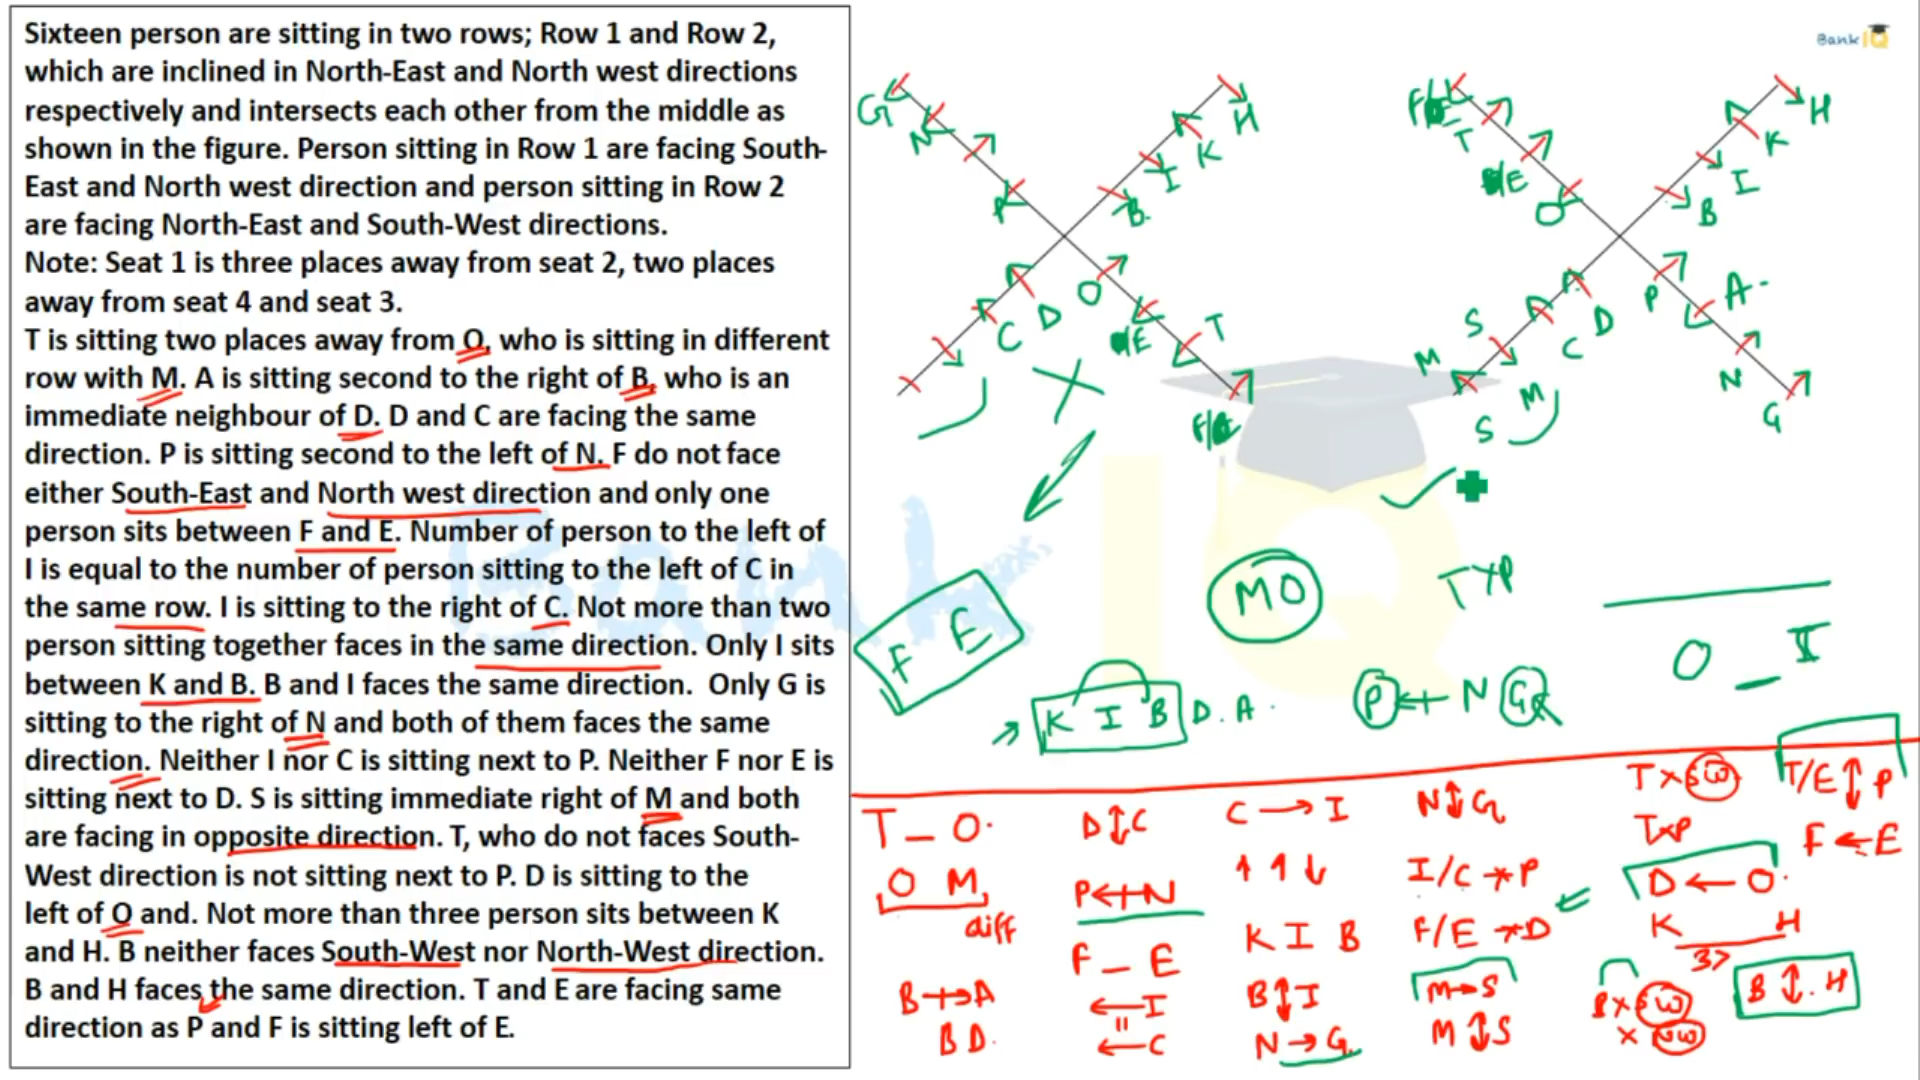 Sixteen person are sitting in two rows; Row 1 and Row 2,
which are inclined in North-East and North west directions
respectively and intersects each other from the middle as
shown in the figure. Person sitting in Row 1 are facing South-
East and North west direction and person sitting in Row 2
are facing North-East and South-West directions.
Note: Seat 1 is three places away from seat 2, two places
away from seat 4 and seat 3.
T is sitting two places away from O, who is sitting in different
row with M. A is sitting second to the right of B, who is an
immediate neighbour of D. D and C are facing the same
direction. P is sitting second to the left of N. F do not face
either South-East and North west direction and only one
person sits between F and E. Number of person to the left of
I is equal to the number of person sitting to the left of C in
the same row. I is sitting to the right of C. Not more than two
person sitting together faces in the same direction. Only I sits
between K and B. B and I faces the same direction.  Only G is
sitting to the right of N and both of them faces the same
direction. Neither I nor C is sitting next to P. Neither F nor E is
sitting next to D. S is sitting immediate right of M and both
are facing in opposite direction. T, who do not faces South-
West direction is not sitting next to P. D is sitting to the
left of O and. Not more than three person sits between K
and H. B neither faces South-West nor North-West direction.
B and H faces the same direction. T and E are facing same
direction as P and F is sitting left of E.
Bank IQ
G
N
P
H
K
I
B
D
C
O
E
T
F/
F/
T
E
O
H
K
I
B
A
P
D
C
S
M
N
G
M
S
F E
M O
T X P
K I B D . A .
P ← N G
O _ I
T _ O .
O M
diff
B → A
B D .
D ↕ C
P ← N
F _ E
← I
=
← C
C → I
↑ ↑ ↓
K I B
B ↕ I
N → G
N ↕ G
I/C → P
F/E → D
M → S
M ↕ S
T × SW
T × P
D ← O .
K H
3>
B × SW
× NW
T/E ↕ P
F ← E
B ↕ . H